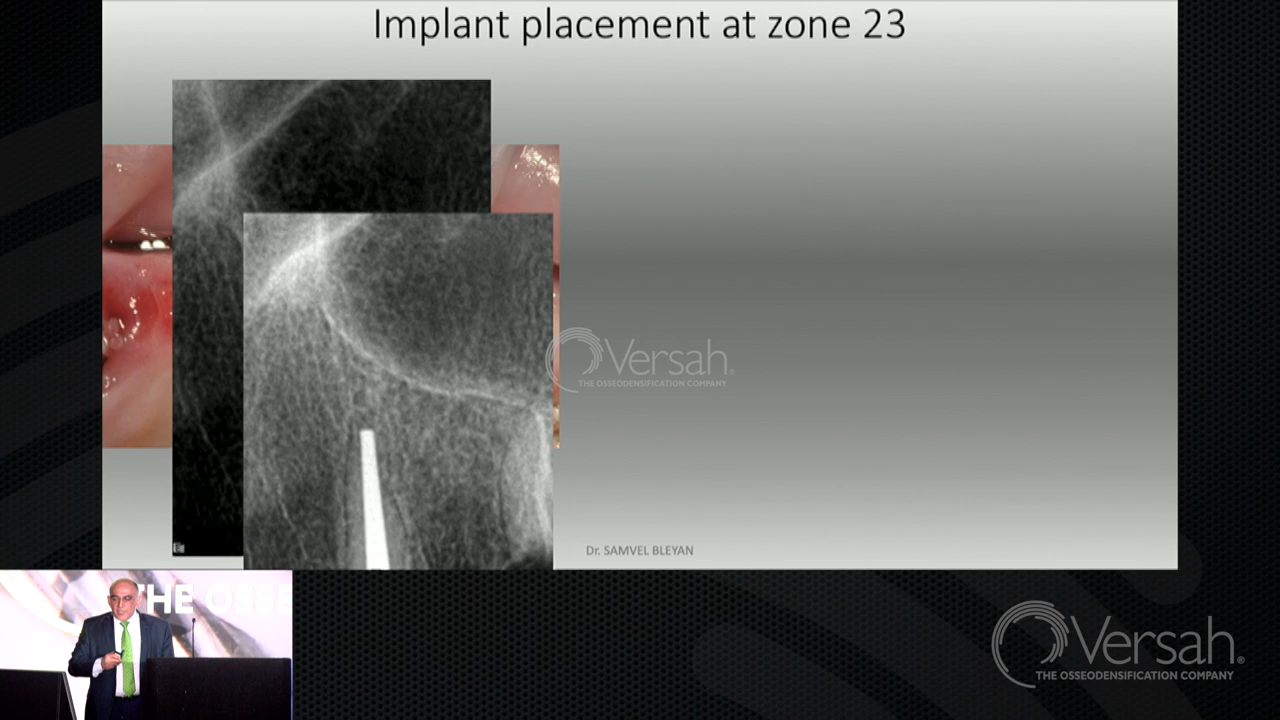 Implant placement at zone 23
Versah®
THE OSSEODENSIFICATION COMPANY
Dr. SAMVEL BLEYAN
THE OSSE
Versah®
THE OSSEODENSIFICATION COMPANY